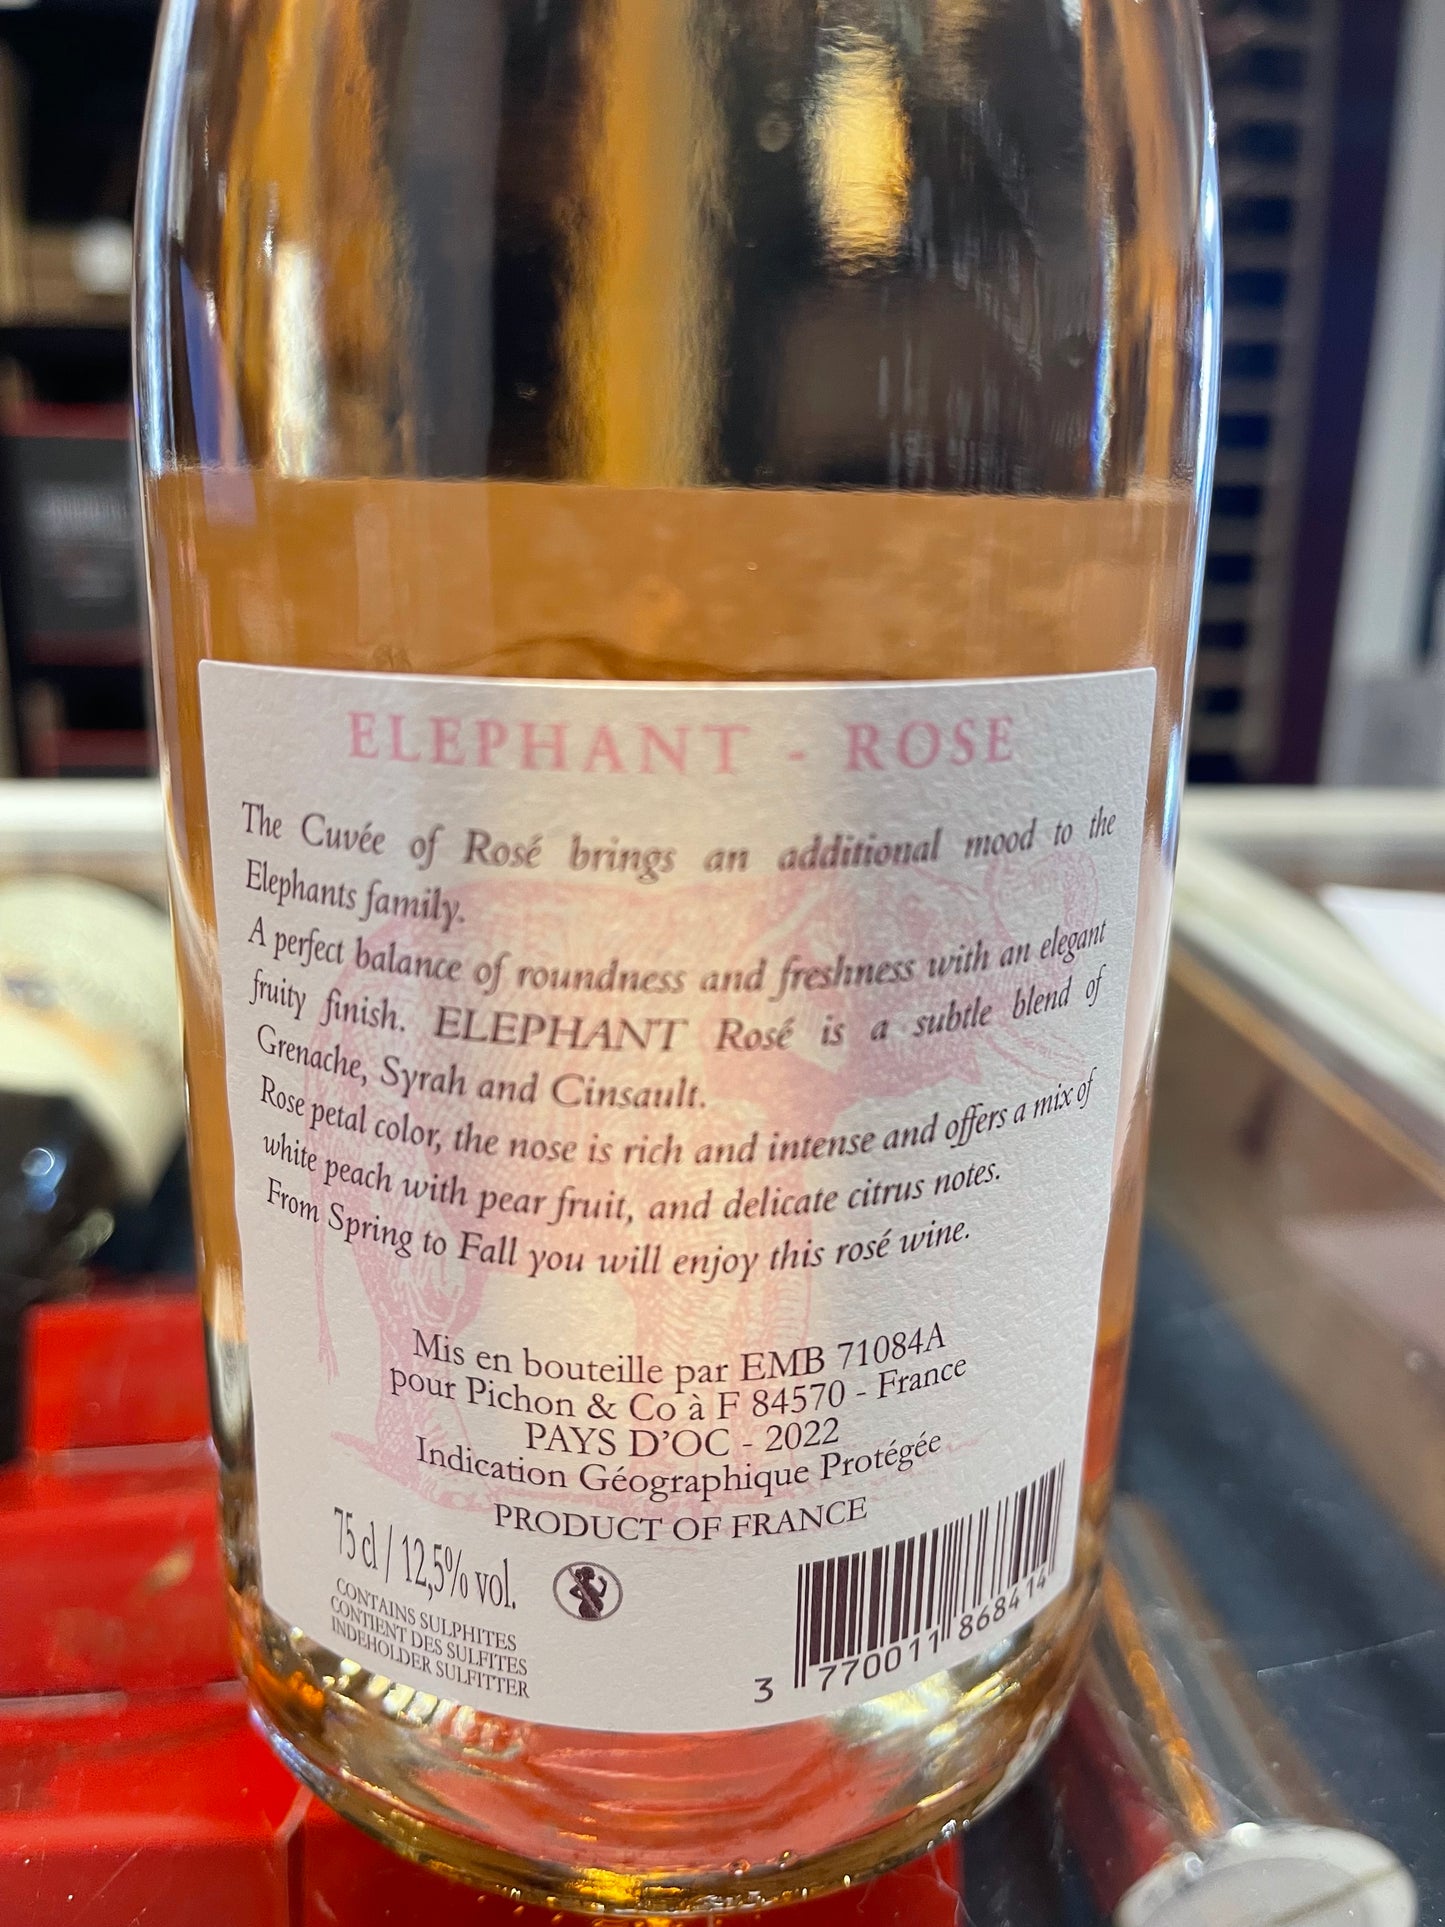 ELEPHANT - ROSE
The Cuvée of Rosé brings an additional mood to the
Elephants family.
A perfect balance of roundness and freshness with an elegant
fruity finish. ELEPHANT Rosé is a subtle blend of
Grenache, Syrah and Cinsault.
Rose petal color, the nose is rich and intense and offers a mix of
white peach with pear fruit, and delicate citrus notes.
From Spring to Fall you will enjoy this rosé wine.
Mis en bouteille par EMB 71084A
pour Pichon & Co à F 84570 - France
PAYS D'OC - 2022
Indication Géographique Protégée
PRODUCT OF FRANCE
75 cl / 12,5% vol.
CONTAINS SULPHITES
CONTIENT DES SULFITES
INDEHOLDER SULFITTER
3 770011 868414